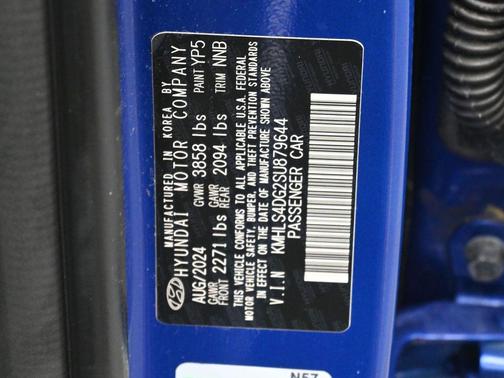 MANUFACTURED IN KOREA BY
HYUNDAI MOTOR COMPANY
AUG/2024 GVWR 3858 lbs PAINT YP5
GAWR FRONT 2271 lbs GAWR REAR 2094 lbs TRIM NNB
THIS VEHICLE CONFORMS TO ALL APPLICABLE U.S.A. FEDERAL
MOTOR VEHICLE SAFETY, BUMPER AND THEFT PREVENTION STANDARDS
IN EFFECT ON THE DATE OF MANUFACTURE SHOWN ABOVE
V.I.N KMHLS4DG2SU879644
PASSENGER CAR